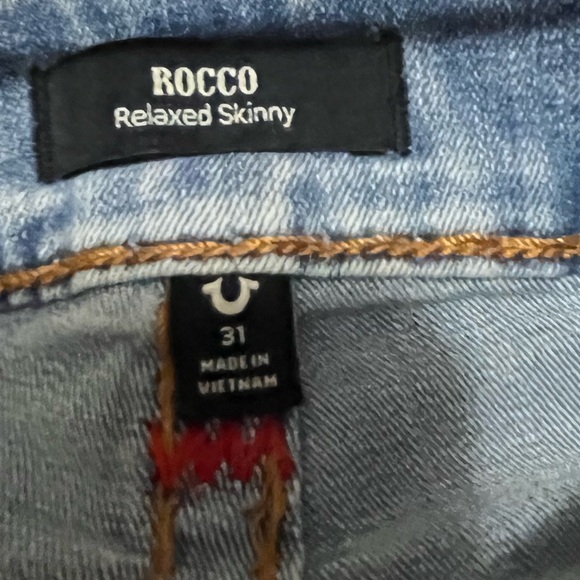 ROCCO
Relaxed Skinny
31
MADE IN
VIETNAM